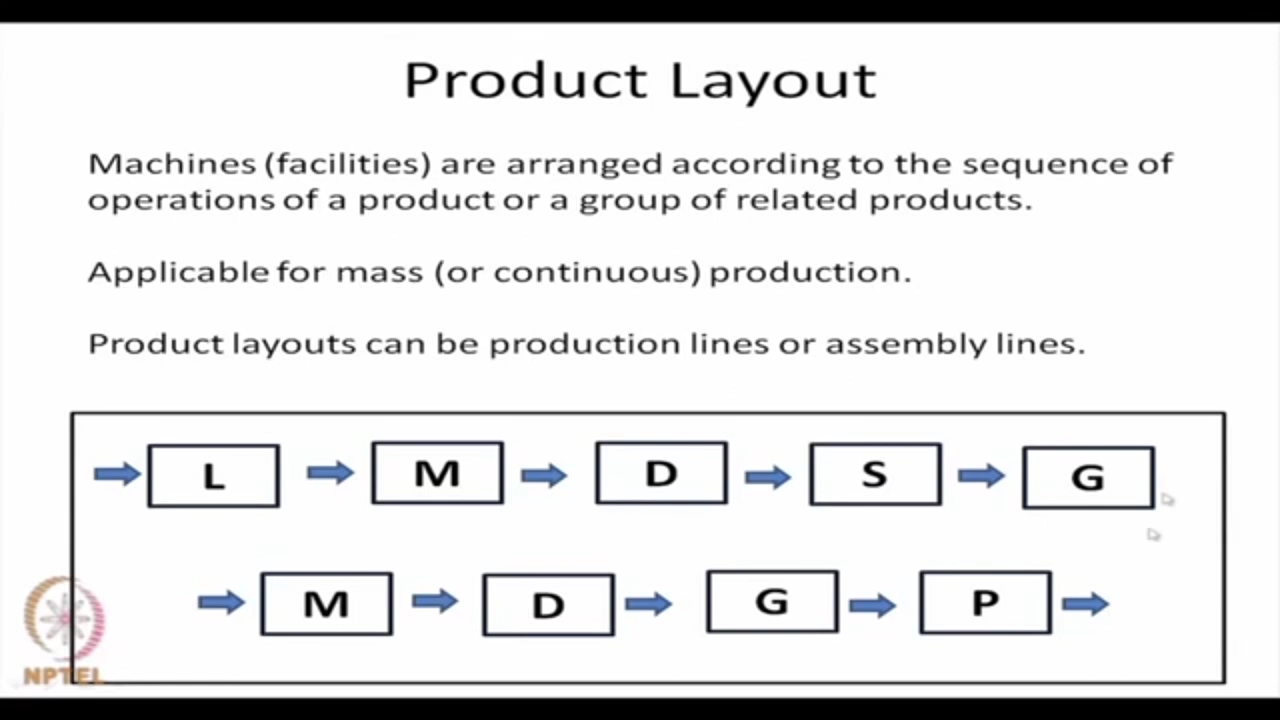 Product Layout
Machines (facilities) are arranged according to the sequence of
operations of a product or a group of related products.
Applicable for mass (or continuous) production.
Product layouts can be production lines or assembly lines.
L M D S G
M D G P
NPTEL